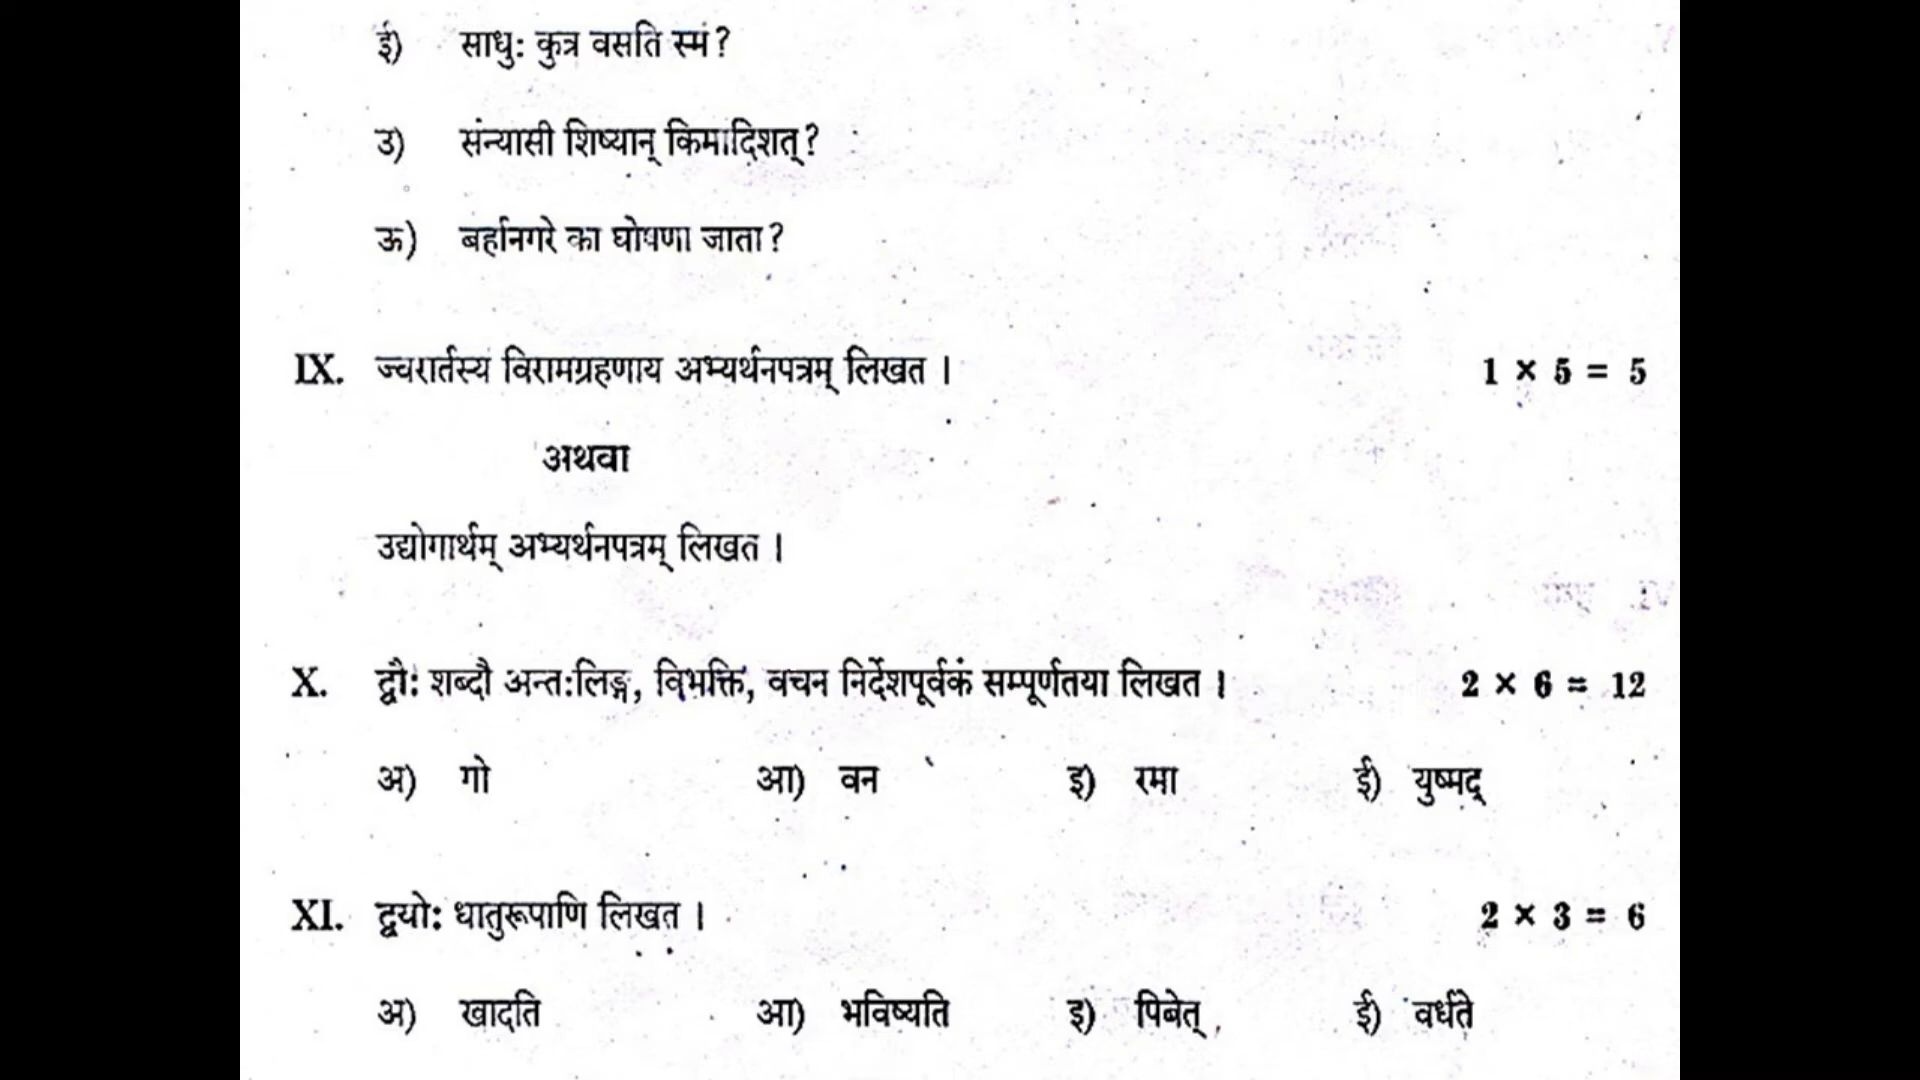 ई) साधुः कुत्र वसति स्म?
उ) संन्यासी शिष्यान् किमादिशत्?
ऊ) बर्हानगरे का घोषणा जाता?
IX. ज्वरार्तस्य विरामग्रहणाय अभ्यर्थनपत्रम् लिखत । 1 × 5 = 5
अथवा
उद्योगार्थम् अभ्यर्थनपत्रम् लिखत ।
X. द्वौः शब्दौ अन्तःलिङ्ग, विभक्ति, वचन निर्देशपूर्वकं सम्पूर्णतया लिखत । 2 × 6 = 12
अ) गो आ) वन इ) रमा ई) युष्मद्
XI. द्वयोः धातुरूपाणि लिखत । 2 × 3 = 6
अ) खादति आ) भविष्यति इ) पिबेत् ई) वर्धते